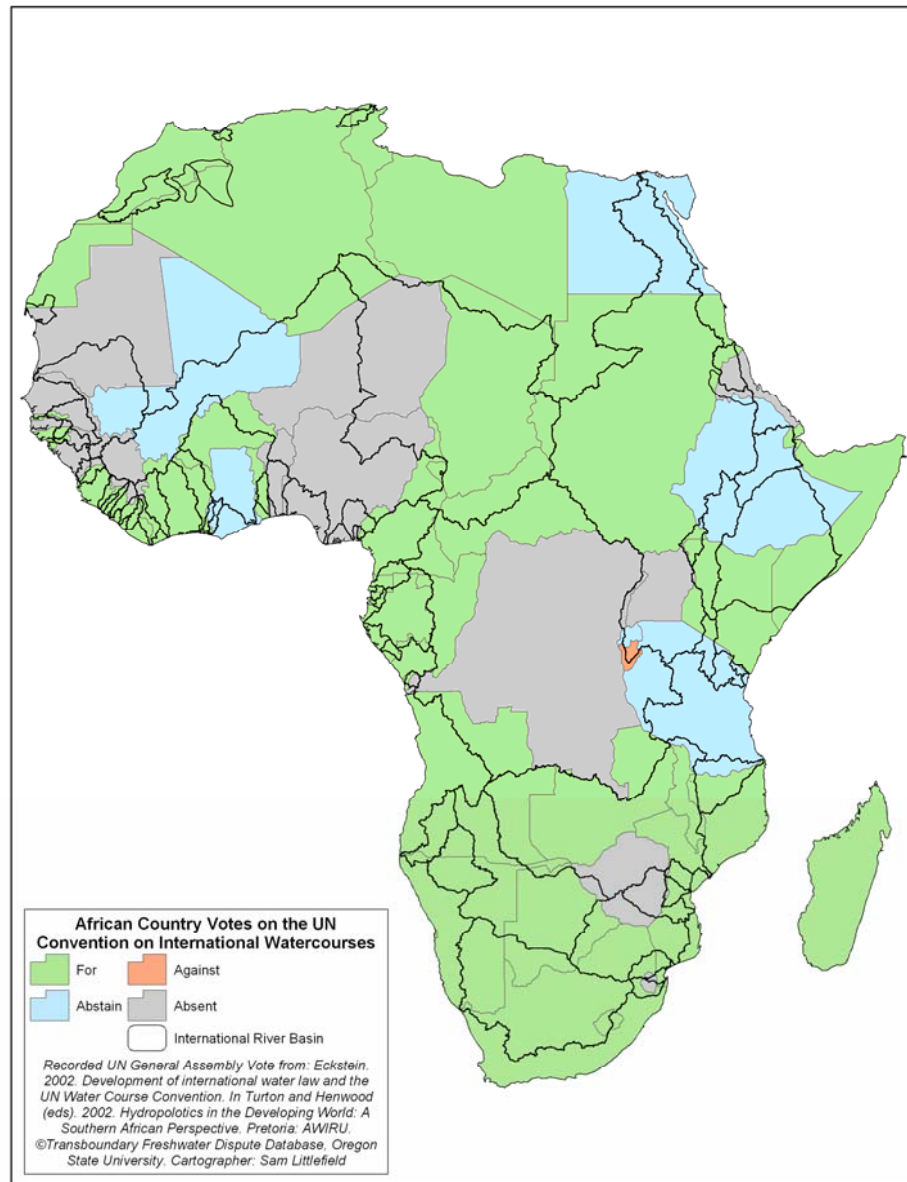 African Country Votes on the UN
Convention on International Watercourses
For
Against
Abstain
Absent
International River Basin
Recorded UN General Assembly Vote from: Eckstein.
2002. Development of international water law and the
UN Water Course Convention. In Turton and Henwood
(eds). 2002. Hydropolotics in the Developing World: A
Southern African Perspective. Pretoria: AWIRU.
©Transboundary Freshwater Dispute Database, Oregon
State University. Cartographer: Sam Littlefield